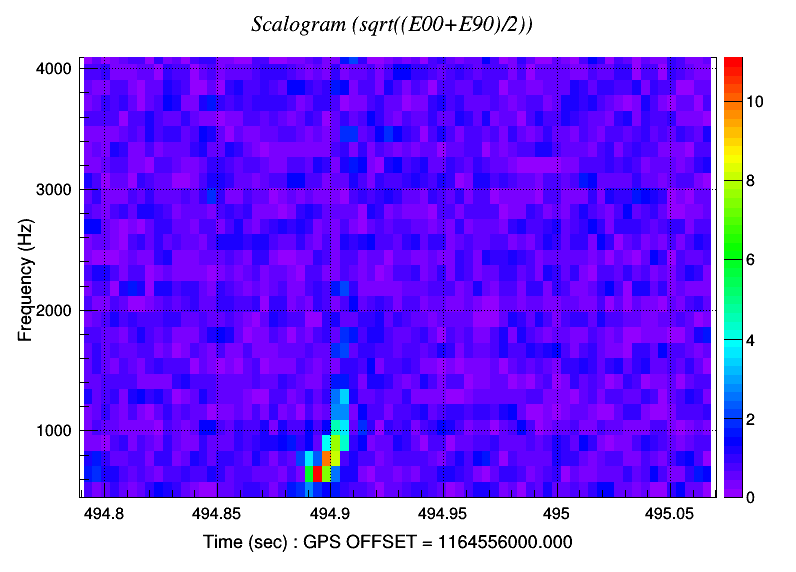 Scalogram (sqrt((E00+E90)/2))
Frequency (Hz)
4000
3000
2000
1000
10
8
6
4
2
0
494.8 494.85 494.9 494.95 495 495.05
Time (sec) : GPS OFFSET = 1164556000.000